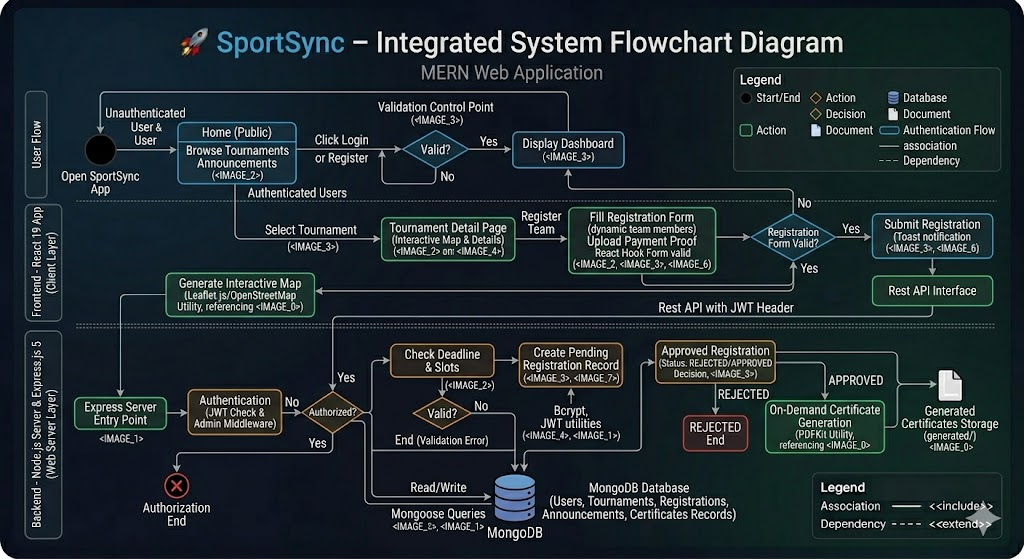 🚀 SportSync – Integrated System Flowchart Diagram
MERN Web Application
Legend
Start/End
Action
Database
Decision
Document
Action
Document
Authentication Flow
association
Dependency
User Flow
Open SportSync
App
Unauthenticated
User &
User
Home (Public)
Browse Tournaments
Announcements
(<IMAGE_2>)
Click Login
or Register
Validation Control Point
(<IMAGE_3>)
Valid?
Yes
No
Display Dashboard
(<IMAGE_3>)
Authenticated Users
Frontend - React 19 App
(Client Layer)
Select Tournament
(<IMAGE_3>)
Tournament Detail Page
(Interactive Map & Details)
(<IMAGE_2> on: <IMAGE_4>)
Register
Team
Fill Registration Form
(dynamic team members)
Upload Payment Proof
React Hook Form valid
(<IMAGE_2, <IMAGE_3>, <IMAGE_6)
No
Registration
Form Valid?
Yes
Yes
Submit Registration
(Toast notification
(<IMAGE_3>, <IMAGE_6)
Rest API Interface
Generate Interactive Map
(Leaflet.js/OpenStreetMap
Utility, referencing <IMAGE_0>)
Rest API with JWT Header
Backend - Node.js Server & Express.js 5
(Web Server Layer)
Express Server
Entry Point
<IMAGE_1>
Authentication
(JWT Check &
Admin Middleware)
No
Yes
Authorized?
Yes
Authorization
End
Check Deadline
& Slots
(<IMAGE_2>)
Valid?
No
End (Validation Error)
Create Pending
Registration Record
(<IMAGE_3>, <IMAGE_7>)
Bcrypt,
JWT utilities
(<IMAGE_4>, <IMAGE_1>)
Approved Registration
(Status: REJECTED/APPROVED
Decision, <IMAGE_3>)
REJECTED
REJECTED
End
APPROVED
On-Demand Certificate
Generation
(PDFKit Utility,
referencing <IMAGE_0>
Generated
Certificates Storage
(generated/)
<IMAGE_0>
Read/Write
Mongoose Queries
MongoDB
MongoDB Database
(Users, Tournaments, Registrations,
Announcements, Certificates Records)
Legend
Association <<include>
Dependency <<extend>